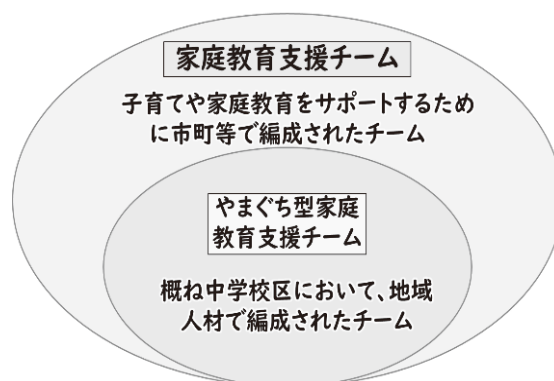 家庭教育支援チーム
子育てや家庭教育をサポートするため
に市町等で編成されたチーム
やまぐち型家庭
教育支援チーム
概ね中学校区において、地域
人材で編成されたチーム